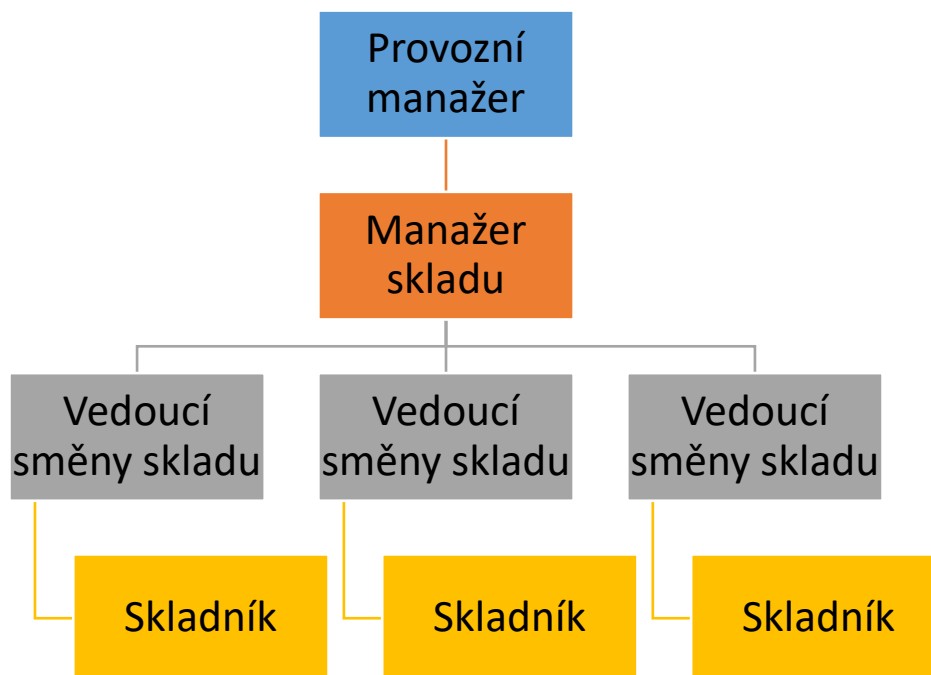 Provozní
manažer
Manažer
skladu
Vedoucí
směny skladu
Vedoucí
směny skladu
Vedoucí
směny skladu
Skladník
Skladník
Skladník